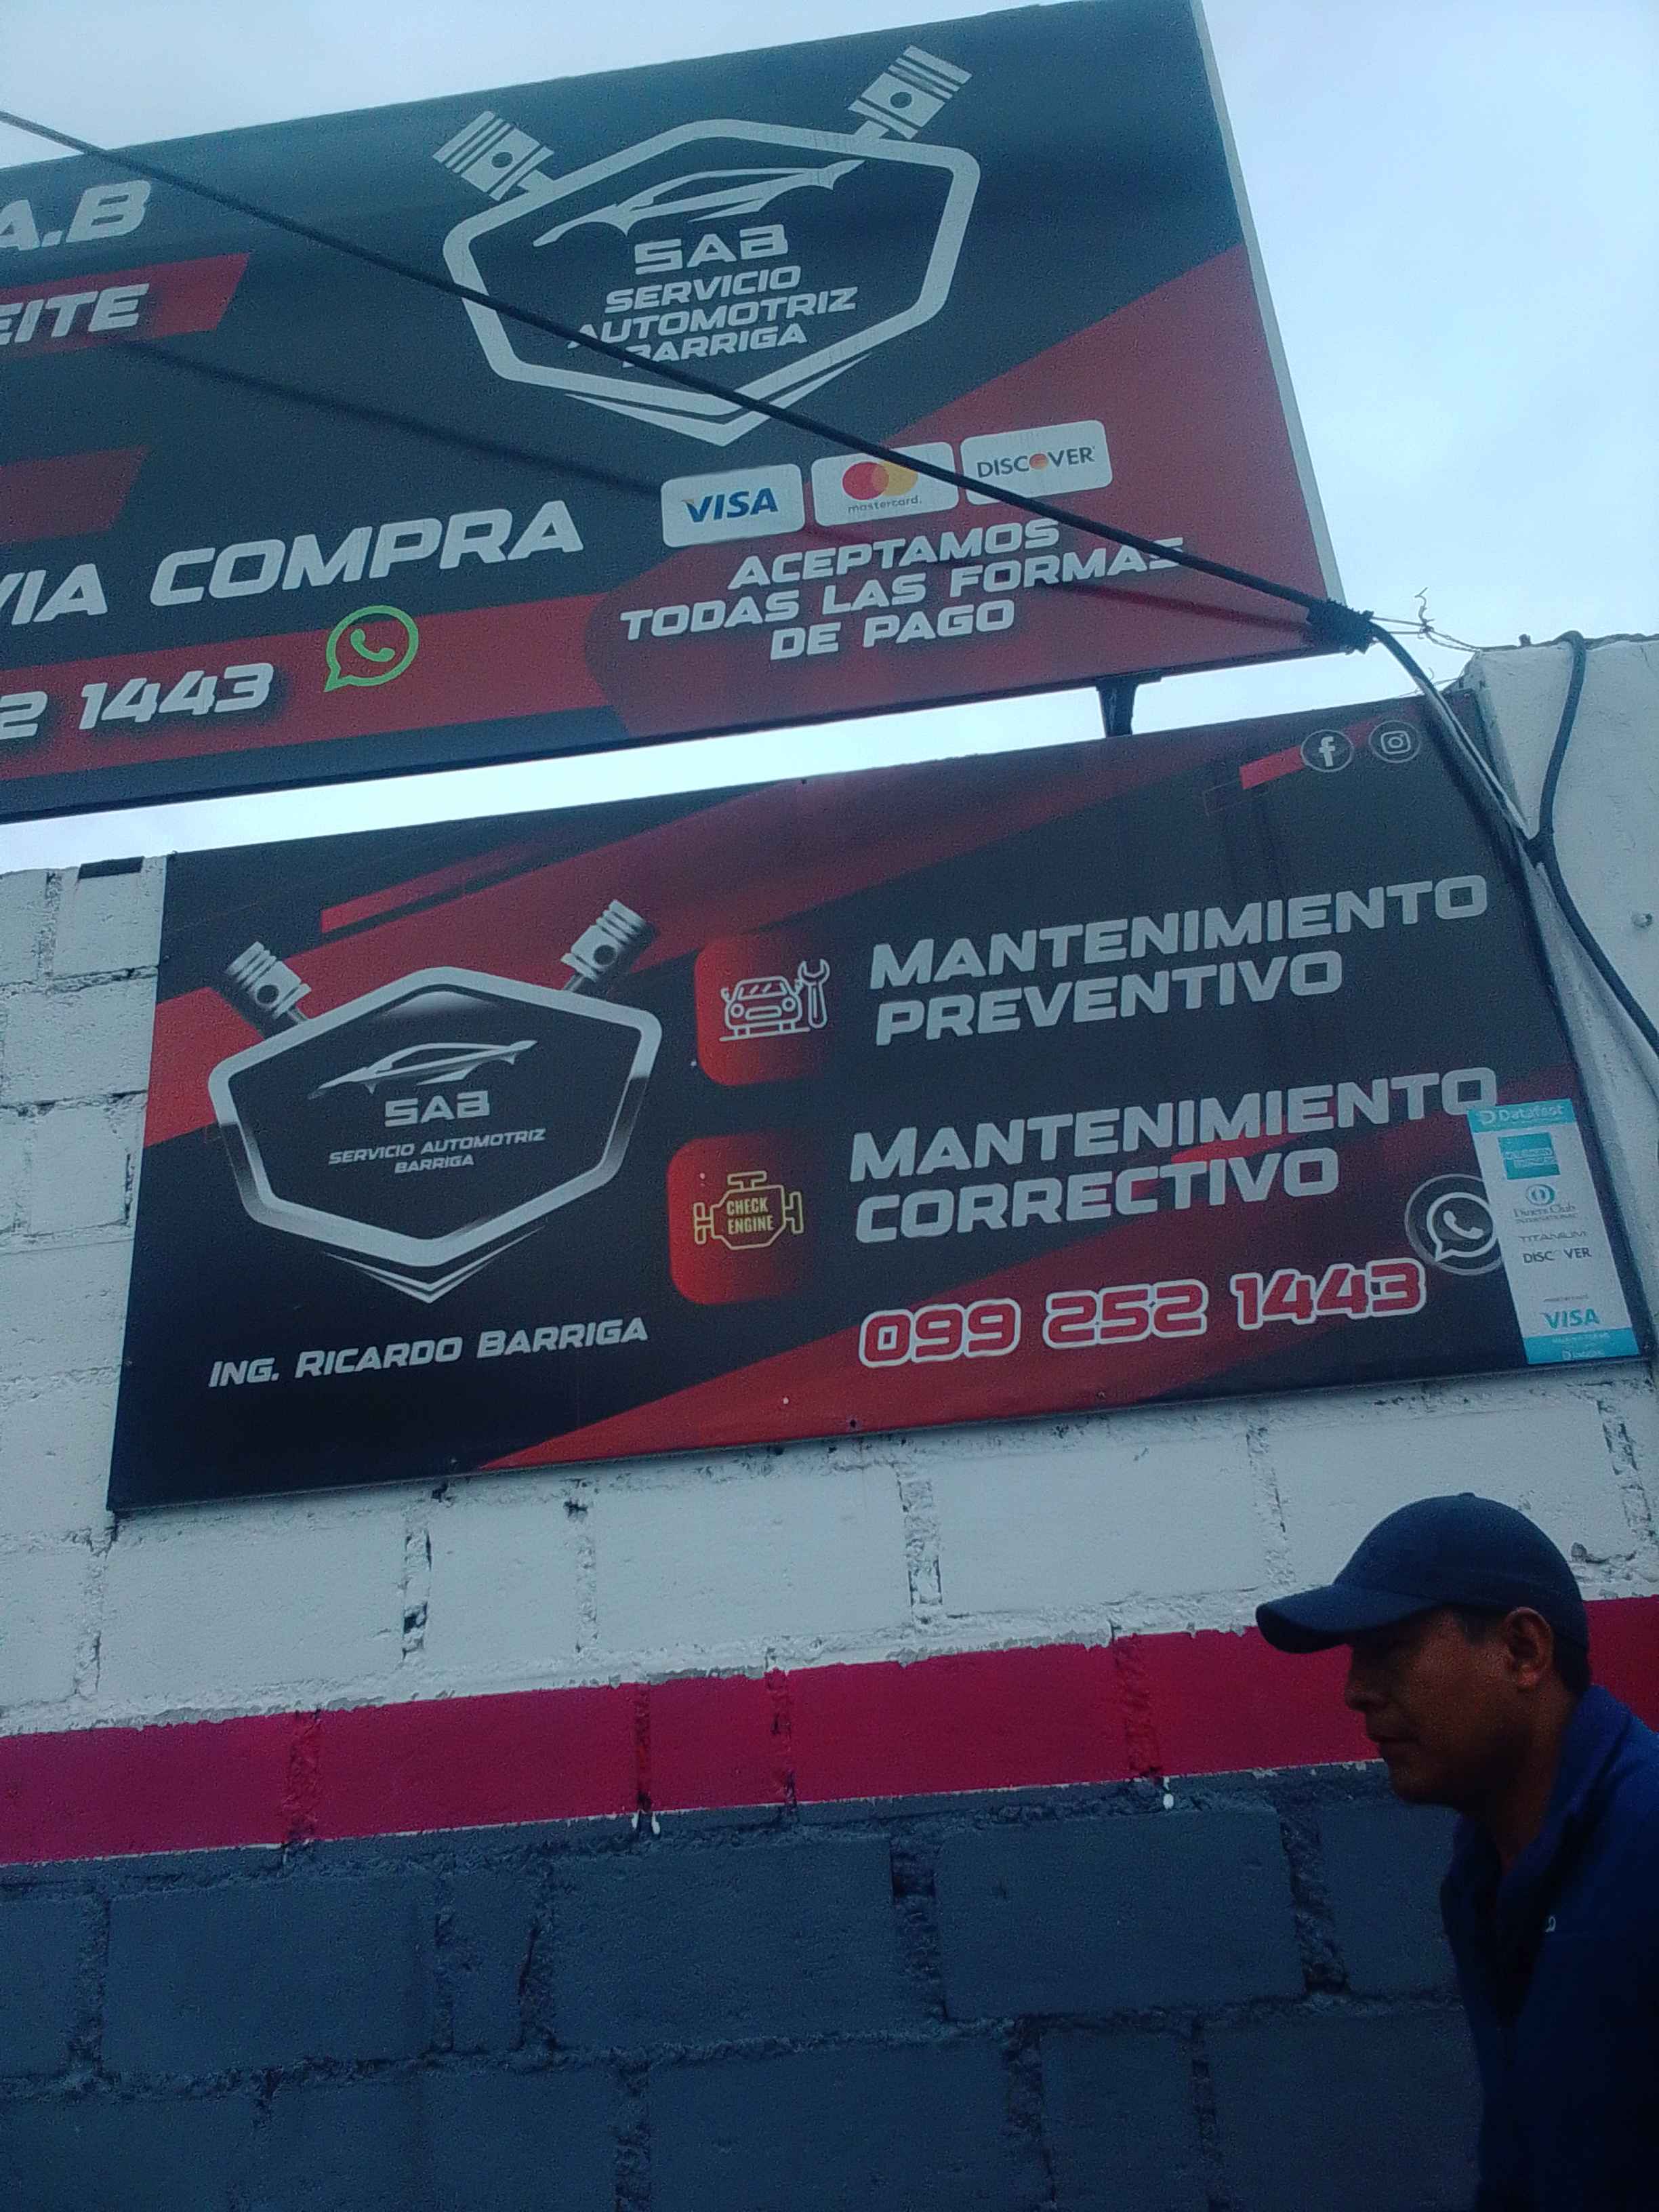 A.B
EITE
SAB
SERVICIO
AUTOMOTRIZ
BARRIGA
VISA
mastercard.
DISCOVER
VIA COMPRA
ACEPTAMOS
TODAS LAS FORMAS
DE PAGO
2 1443
MANTENIMIENTO
PREVENTIVO
SAB
SERVICIO AUTOMOTRIZ
BARRIGA
CHECK
ENGINE
MANTENIMIENTO
CORRECTIVO
099 252 1443
ING. RICARDO BARRIGA
Datafast
Diners Club
INTERNATIONAL
TITANIUM
DISCOVER
VISA